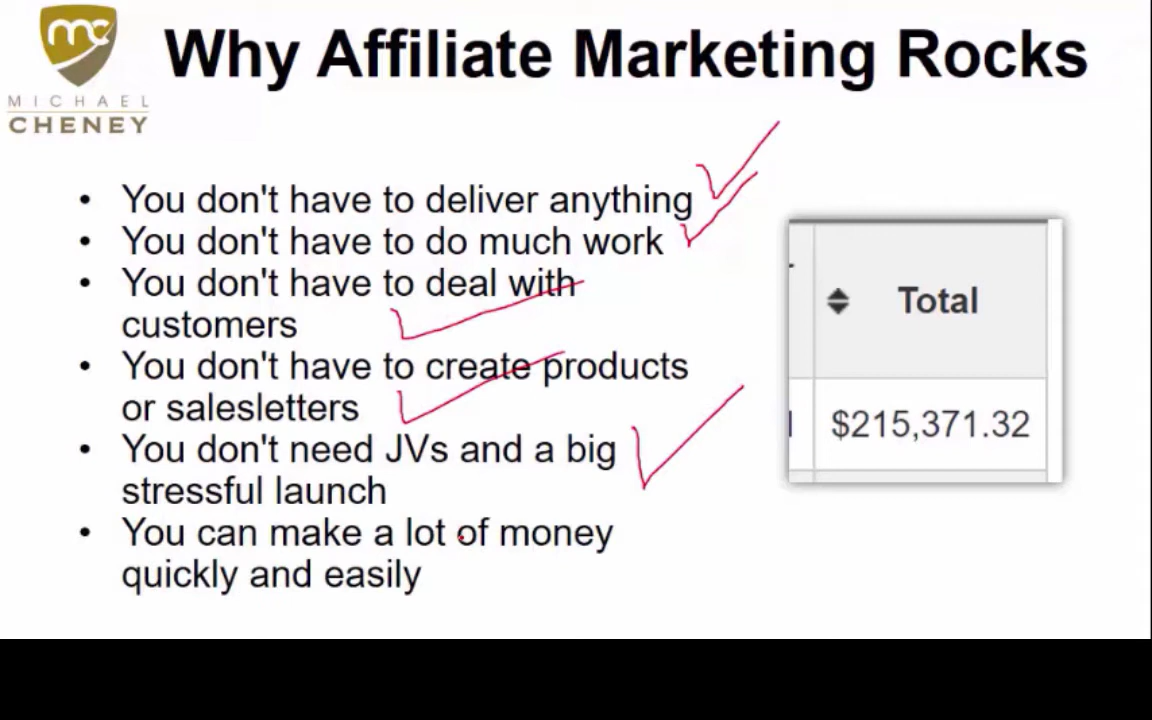 mc
MICHAEL
CHENEY
Why Affiliate Marketing Rocks
• You don't have to deliver anything
• You don't have to do much work
• You don't have to deal with
customers
• You don't have to create products
or salesletters
• You don't need JVs and a big
stressful launch
• You can make a lot of money
quickly and easily
Total
$215,371.32